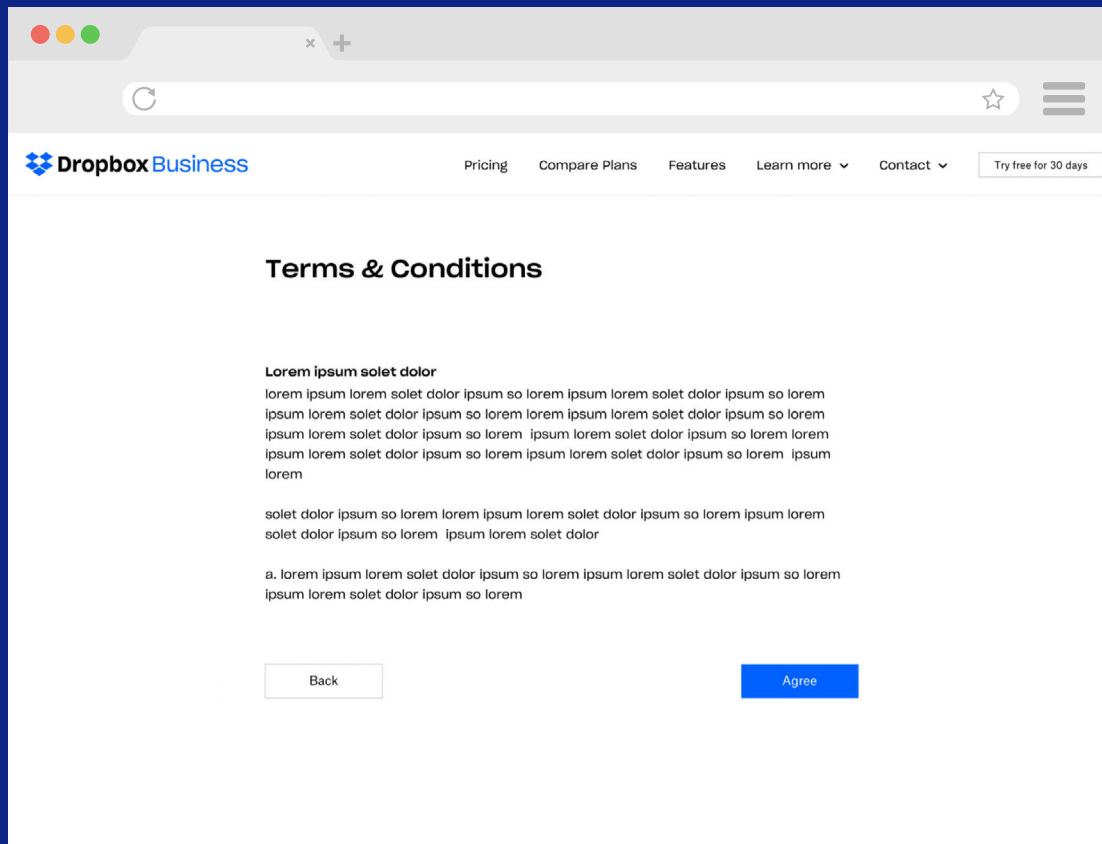 Dropbox Business
Pricing
Compare Plans
Features
Learn more
Contact
Try free for 30 days
Terms & Conditions
Lorem ipsum solet dolor
lorem ipsum lorem solet dolor ipsum so lorem ipsum lorem solet dolor ipsum so lorem
ipsum lorem solet dolor ipsum so lorem lorem ipsum lorem solet dolor ipsum so lorem
ipsum lorem solet dolor ipsum so lorem  ipsum lorem solet dolor ipsum so lorem lorem
ipsum lorem solet dolor ipsum so lorem ipsum lorem solet dolor ipsum so lorem  ipsum
lorem
solet dolor ipsum so lorem lorem ipsum lorem solet dolor ipsum so lorem ipsum lorem
solet dolor ipsum so lorem  ipsum lorem solet dolor
a. lorem ipsum lorem solet dolor ipsum so lorem ipsum lorem solet dolor ipsum so lorem
ipsum lorem solet dolor ipsum so lorem
Back
Agree